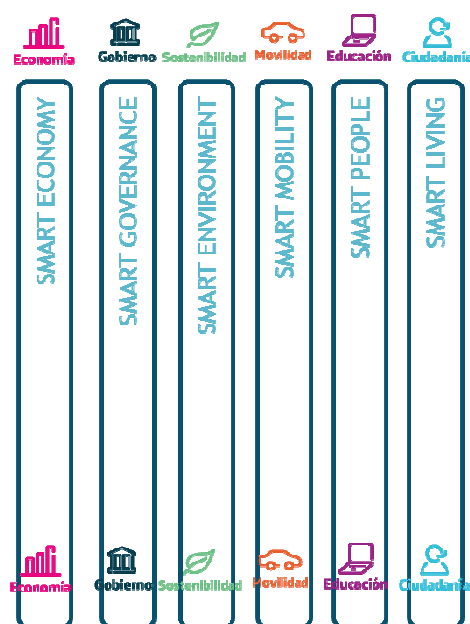 Economía
Gobierno
Sostenibilidad
Movilidad
Educación
Ciudadanía
SMART ECONOMY
SMART GOVERNANCE
SMART ENVIRONMENT
SMART MOBILITY
SMART PEOPLE
SMART LIVING
Economía
Gobierno
Sostenibilidad
Movilidad
Educación
Ciudadanía